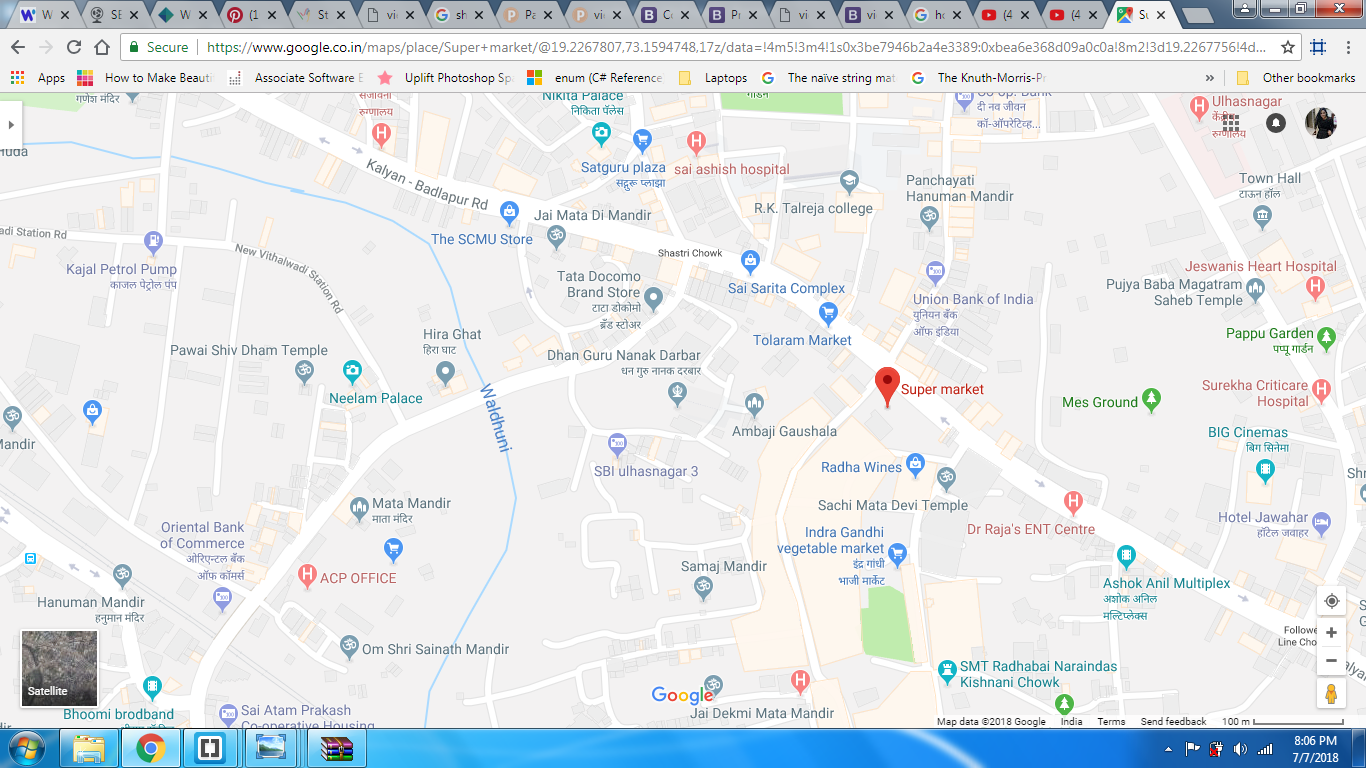 W
SE
W
(1
St
vie
sh
Pa
vie
Co
Pr
vi
vi
ho
(4
(4
Su
Secure
https://www.google.co.in/maps/place/Super+market/@19.2267807,73.1594748,17z/data=!4m5!3m4!1s0x3be7946b2a4e3389:0xbea6e368d09a0c0a!8m2!3d19.2267756!4d...
Apps
How to Make Beauti
Associate Software E
Uplift Photoshop Sp
enum (C# Reference
Laptops
The naïve string mat
The Knuth-Morris-Pr
»
Other bookmarks
गणेश मंदिर
रुग्णालय
Nikita Palace
निकिता पॅलेस
गार्डन
दी नव जीवन
कॉ-ऑपरेटिव्ह...
Ulhasnagar
रुग्णालय
Kalyan - Badlapur Rd
Satguru plaza
सद्गुरू प्लाझा
sai ashish hospital
R.K. Talreja college
Panchayati
Hanuman Mandir
Town Hall
टाऊन हॉल
adi Station Rd
New Vithalwadi Station Rd
Jai Mata Di Mandir
The SCMU Store
Shastri Chowk
Kajal Petrol Pump
काजल पेट्रोल पंप
Tata Docomo
Brand Store
टाटा डोकोमो
ब्रँड स्टोअर
Sai Sarita Complex
Union Bank of India
युनियन बँक
ऑफ इंडिया
Jeswanis Heart Hospital
Pujya Baba Magatram
Saheb Temple
Hira Ghat
हिरा घाट
Tolaram Market
Pappu Garden
पप्पू गार्डन
Pawai Shiv Dham Temple
Dhan Guru Nanak Darbar
धन गुरु नानक दरबार
Neelam Palace
Waldhuni
Super market
Surekha Criticare
Hospital
Mes Ground
Mandir
Ambaji Gaushala
BIG Cinemas
बिग सिनेमा
SBI ulhasnagar 3
Radha Wines
Sachi Mata Devi Temple
Mata Mandir
माता मंदिर
Oriental Bank
of Commerce
ओरिएन्टल बँक
ऑफ कॉमर्स
Indra Gandhi
vegetable market
इंद्र गांधी
भाजी मार्केट
Dr Raja's ENT Centre
Hotel Jawahar
हॉटेल जवाहर
ACP OFFICE
Samaj Mandir
Ashok Anil Multiplex
अशोक अनिल
मल्टिप्लेक्स
Hanuman Mandir
हनुमान मंदिर
Om Shri Sainath Mandir
Followe
Line Cho
SMT Radhabai Naraindas
Kishnani Chowk
Satellite
Google
Bhoomi brodband
Sai Atam Prakash
Co-operative Housing
Jai Dekmi Mata Mandir
Map data ©2018 Google
India
Terms
Send feedback
100 m
8:06 PM
7/7/2018